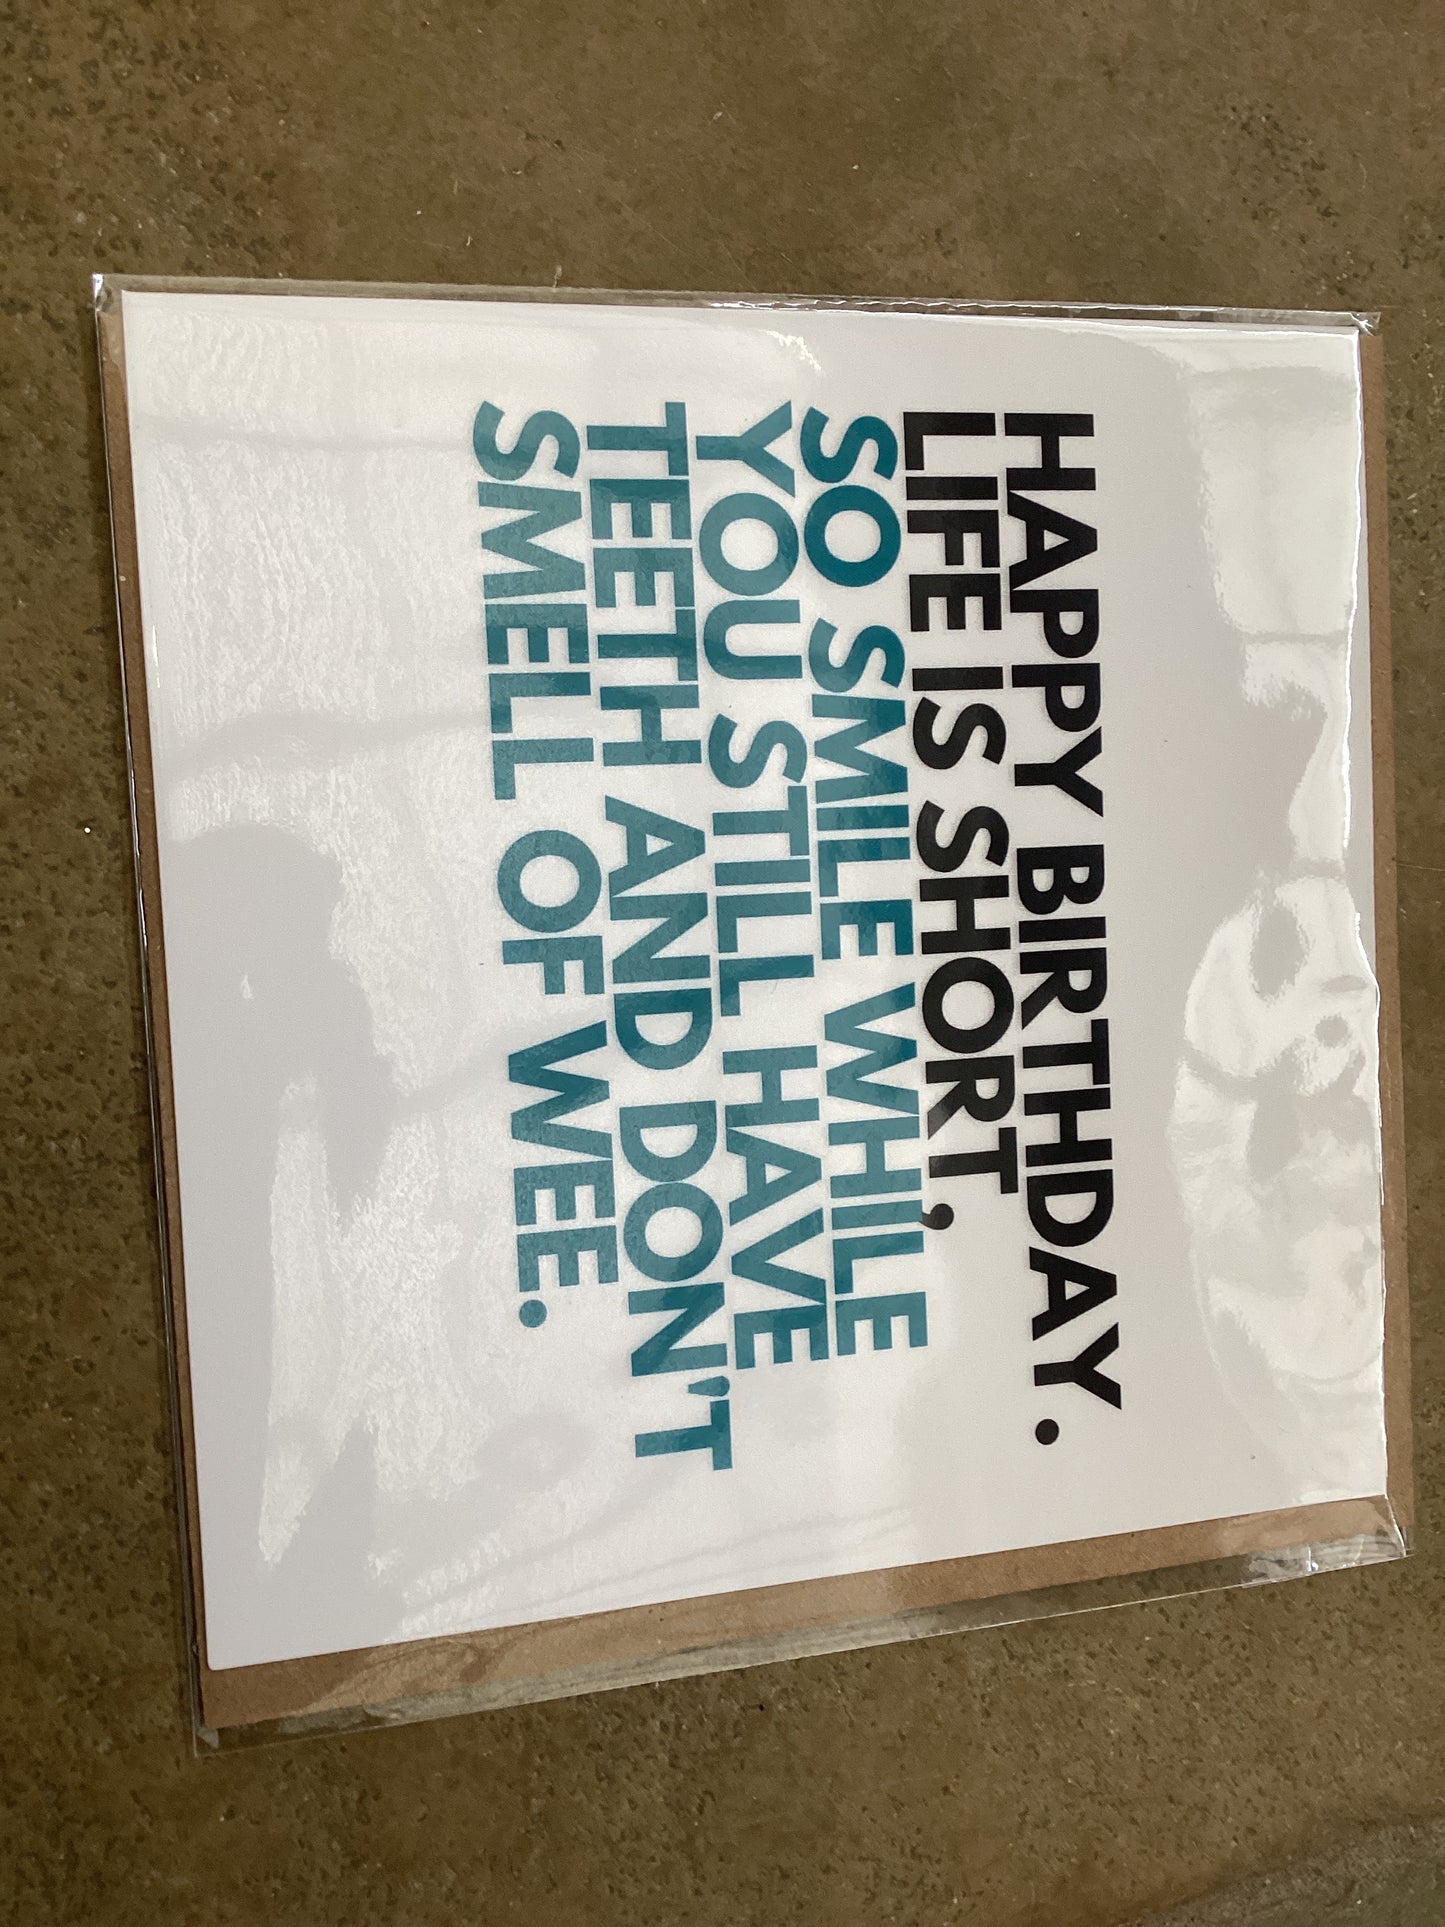 HAPPY BIRTHDAY.
LIFE IS SHORT,
SO SMILE WHILE
YOU STILL HAVE
TEETH AND DON'T
SMELL OF WEE.